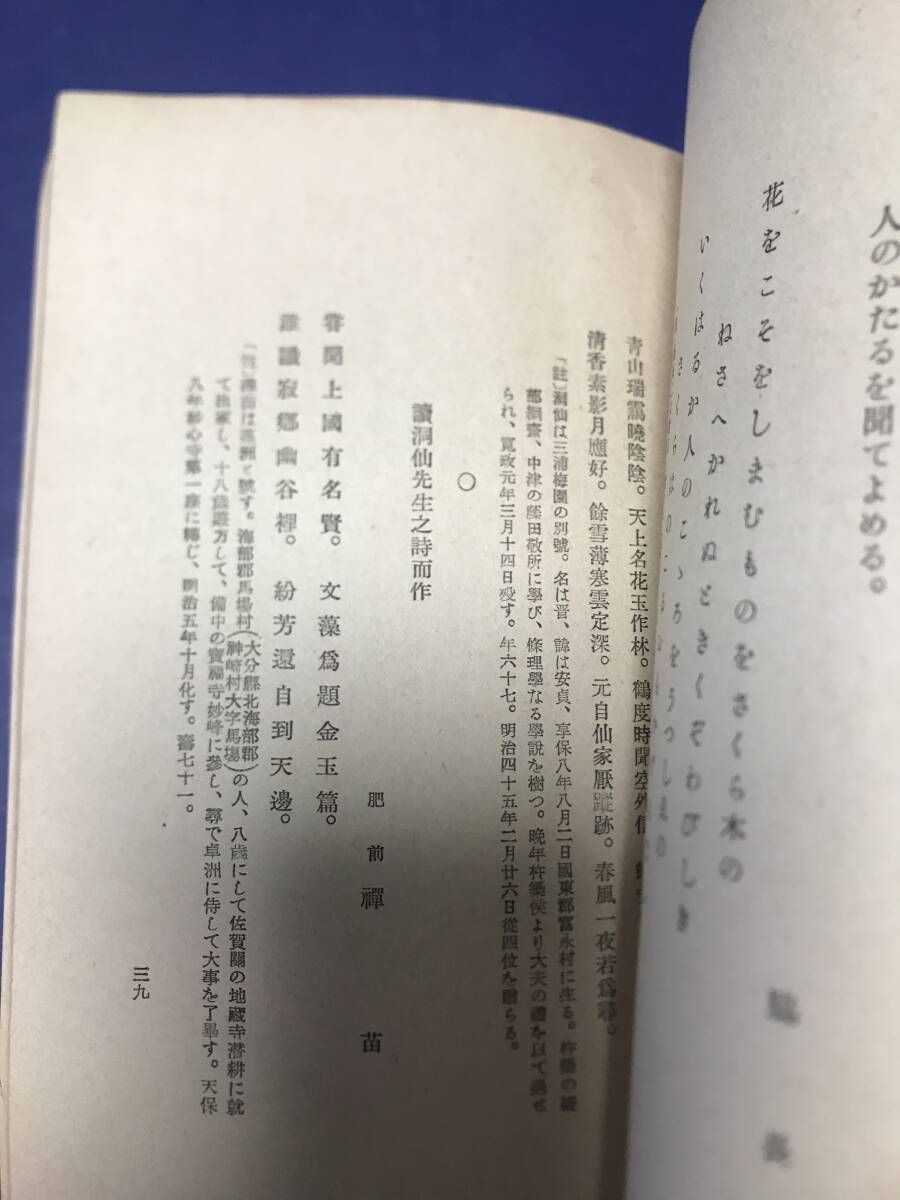 人のかたるを聞てよめる。
花をこそをしまむものをさくら木の
ねさへかれぬときくぞわびしき
いくはるか人のこゝろをうつしまの
青山瑞靄曉陰陰。天上名花玉作林。鶴度時聞空外信。
清香素影月應好。餘雪薄寒雲定深。元自仙家厭蹤跡。春風一夜若爲尋。
「註」洞仙は三浦梅園の別號。名は晋、諱は安貞、享保八年八月二日國東郡富永村に生る。杵築の綾
部絅齋、中津の藤田敬所に學び、條理學なる學說を樹つ。晚年杵築侯より大夫の禮を以て遇せ
られ、寬政元年三月十四日歿す。年六十七。明治四十五年二月廿六日從四位を贈らる。
〇
讀洞仙先生之詩而作
肥前禪苗
嘗聞上國有名賢。文藻爲題金玉篇。
誰識寂鄕幽谷裡。紛芳還自到天邊。
「註」禪苗は萬洲と號す。海部郡馬場村(大分縣北海部郡神崎村大字馬場)の人、八歲にして佐賀關の地藏寺潜耕に就
て出家し、十八歲遊方して、備中の寶福寺妙峰に參し、尋で卓洲に侍して大事を了畢す。天保
九年妙心寺第一座に轉じ、明治五年十月化す。壽七十一。
三九